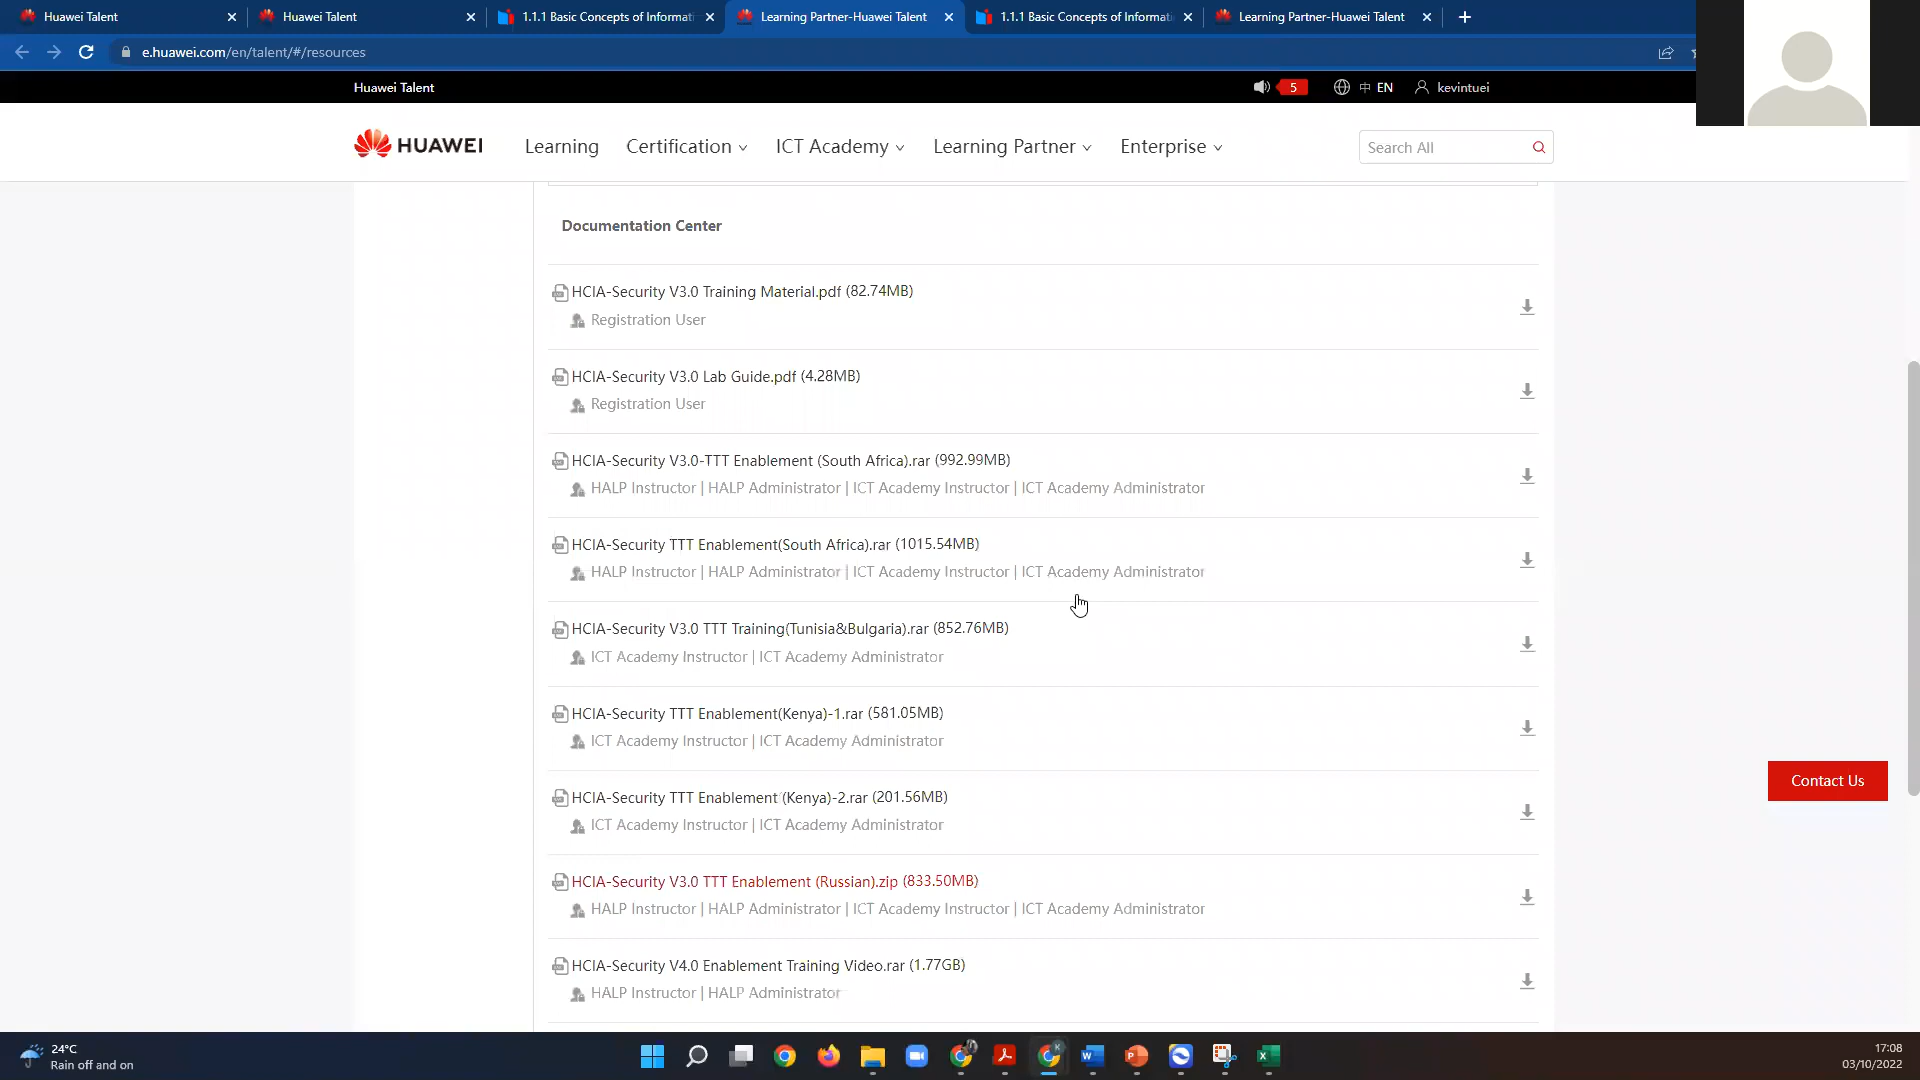 Huawei Talent
Huawei Talent
1.1.1 Basic Concepts of Informati
Learning Partner-Huawei Talent
1.1.1 Basic Concepts of Informati
Learning Partner-Huawei Talent
e.huawei.com/en/talent/#/resources
Huawei Talent
5
中 EN
kevintuei
HUAWEI
Learning
Certification
ICT Academy
Learning Partner
Enterprise
Search All
Documentation Center
HCIA-Security V3.0 Training Material.pdf (82.74MB)
Registration User
HCIA-Security V3.0 Lab Guide.pdf (4.28MB)
Registration User
HCIA-Security V3.0-TTT Enablement (South Africa).rar (992.99MB)
HALP Instructor | HALP Administrator | ICT Academy Instructor | ICT Academy Administrator
HCIA-Security TTT Enablement(South Africa).rar (1015.54MB)
HALP Instructor | HALP Administrator | ICT Academy Instructor | ICT Academy Administrator
HCIA-Security V3.0 TTT Training(Tunisia&Bulgaria).rar (852.76MB)
ICT Academy Instructor | ICT Academy Administrator
HCIA-Security TTT Enablement(Kenya)-1.rar (581.05MB)
ICT Academy Instructor | ICT Academy Administrator
HCIA-Security TTT Enablement (Kenya)-2.rar (201.56MB)
ICT Academy Instructor | ICT Academy Administrator
HCIA-Security V3.0 TTT Enablement (Russian).zip (833.50MB)
HALP Instructor | HALP Administrator | ICT Academy Instructor | ICT Academy Administrator
HCIA-Security V4.0 Enablement Training Video.rar (1.77GB)
HALP Instructor | HALP Administrator
Contact Us
24°C
Rain off and on
17:08
03/10/2022